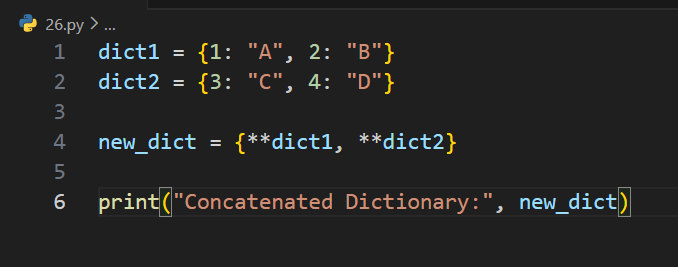 26.py > ...
1 dict1 = {1: "A", 2: "B"}
2 dict2 = {3: "C", 4: "D"}
3
4 new_dict = {**dict1, **dict2}
5
6 print("Concatenated Dictionary:", new_dict)